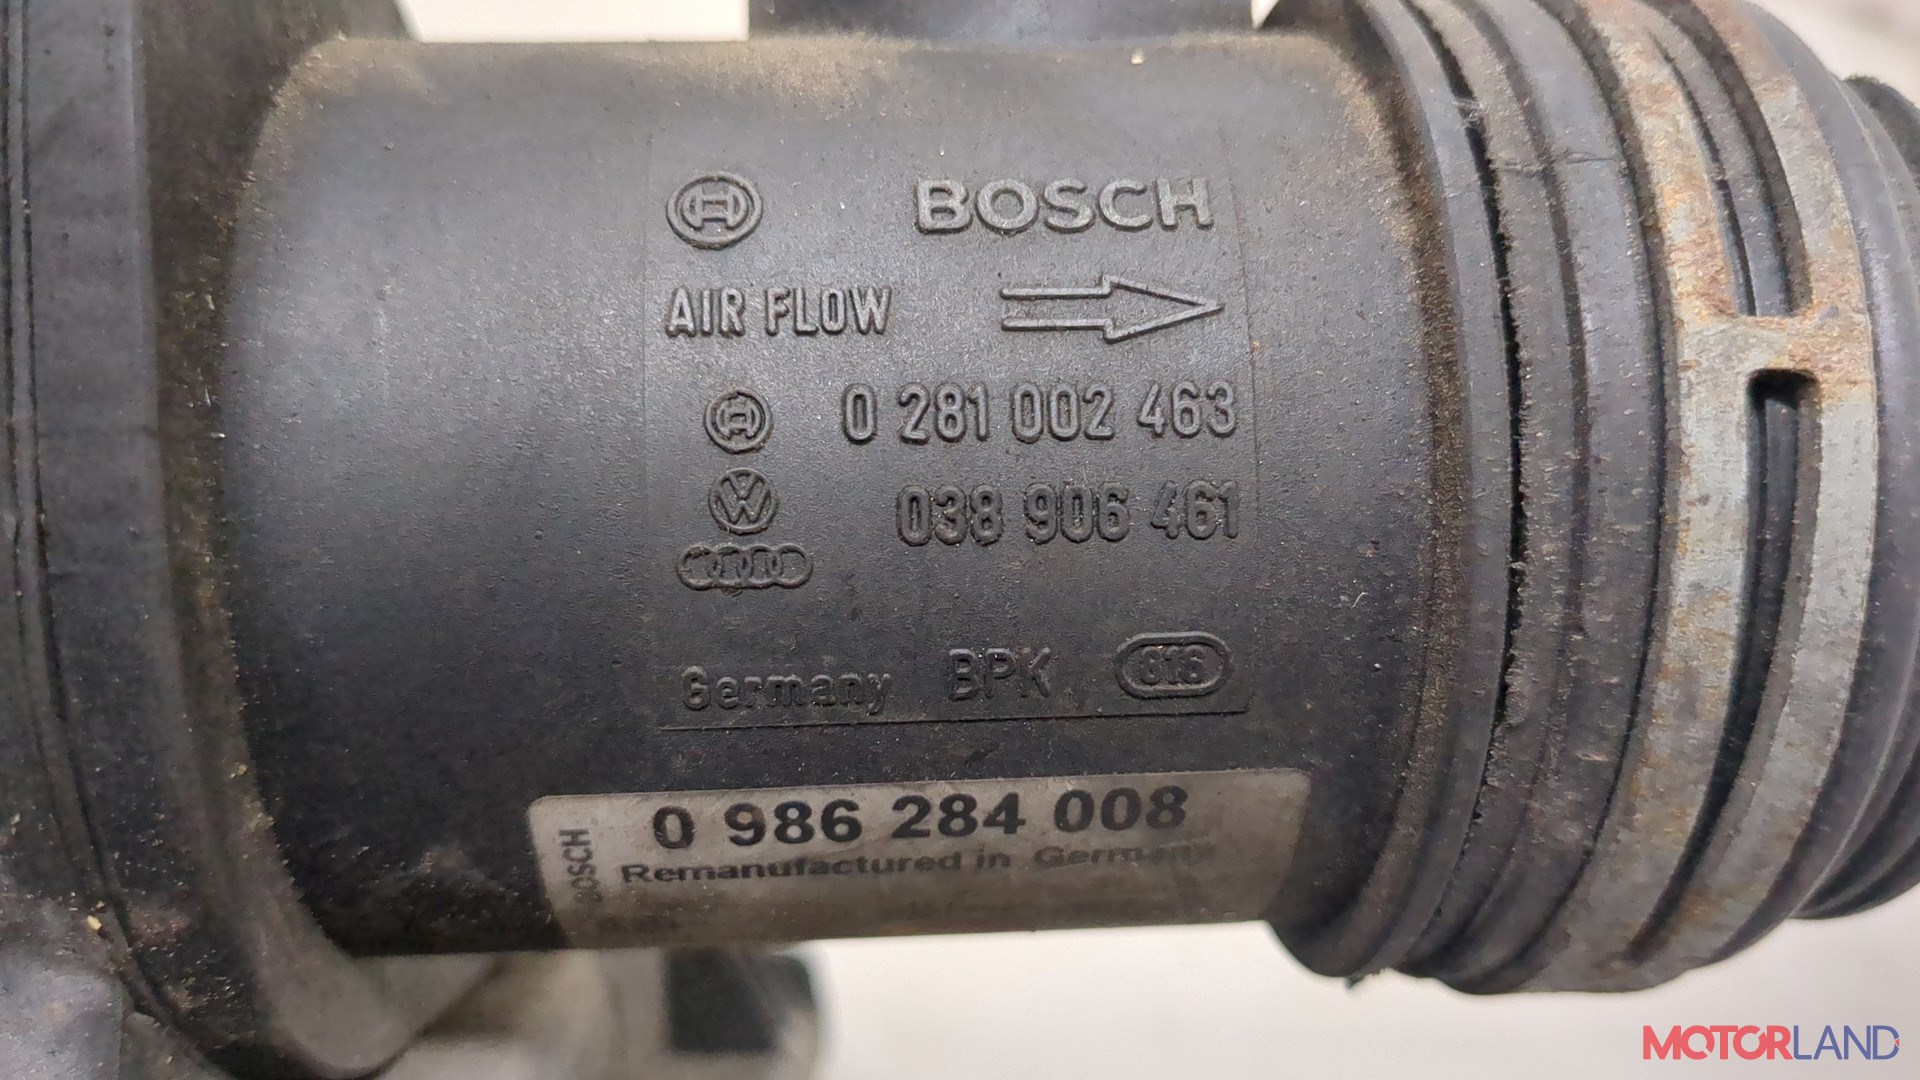 BOSCH
AIR FLOW
0 281 002 463
038 906 461
Germany BPK 816
BOSCH
0 986 284 008
Remanufactured in Germany
MOTORLAND